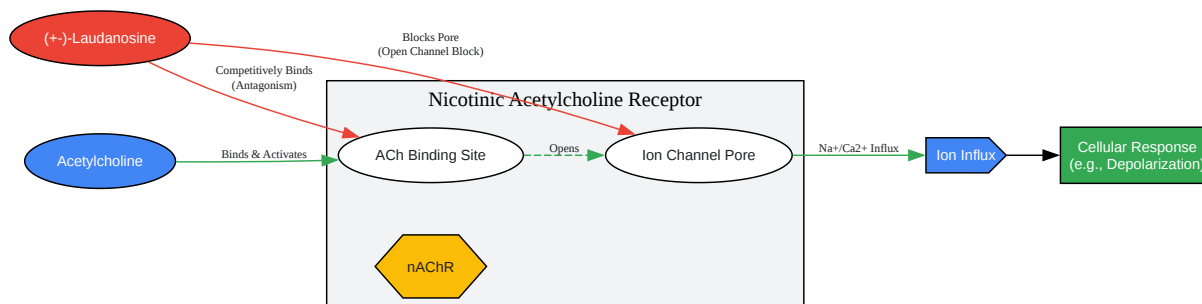 (+-)-Laudanosine
Blocks Pore
(Open Channel Block)
Competitively Binds
(Antagonism)
Nicotinic Acetylcholine Receptor
Acetylcholine
Binds & Activates
ACh Binding Site
Opens
Ion Channel Pore
Na+/Ca2+ Influx
Ion Influx
Cellular Response
(e.g., Depolarization)
nAChR